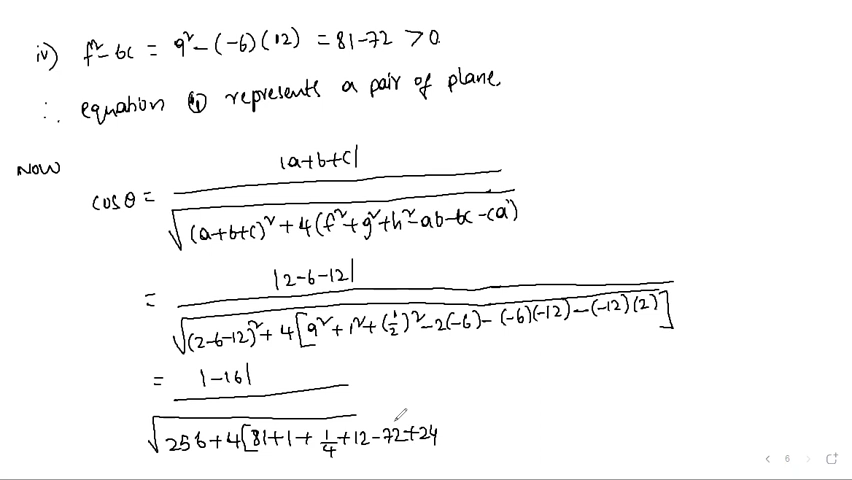 iv) f² - bc = 9² - (-6)(12) = 81 - 72 > 0
∴ equation ① represents a pair of plane.
Now
cos θ = |a+b+c| / √((a+b+c)² + 4(f² + g² + h² - ab - bc - ca))
= |2-6-12| / √((2-6-12)² + 4[9² + 1² + (1/2)² - 2(-6) - (-6)(-12) - (-12)(2)]
= |-16| / √(256 + 4[81 + 1 + 1/4 + 12 - 72 + 24
6